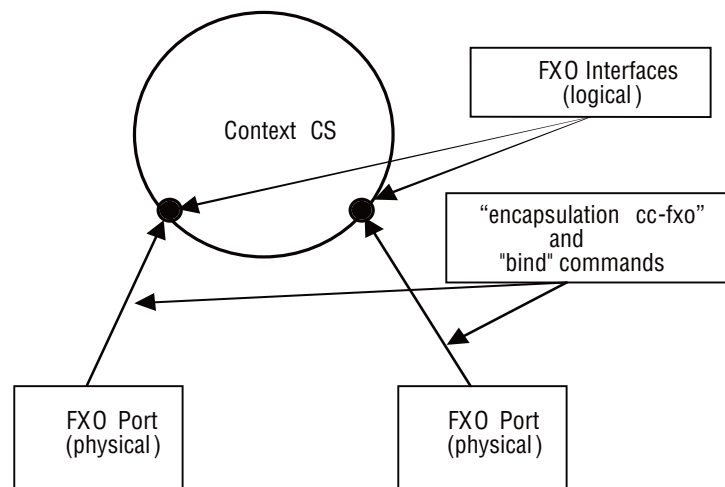 FXO Interfaces
(logical)
Context CS
“encapsulation cc-fxo”
and
"bind" commands
FXO Port
(physical)
FXO Port
(physical)